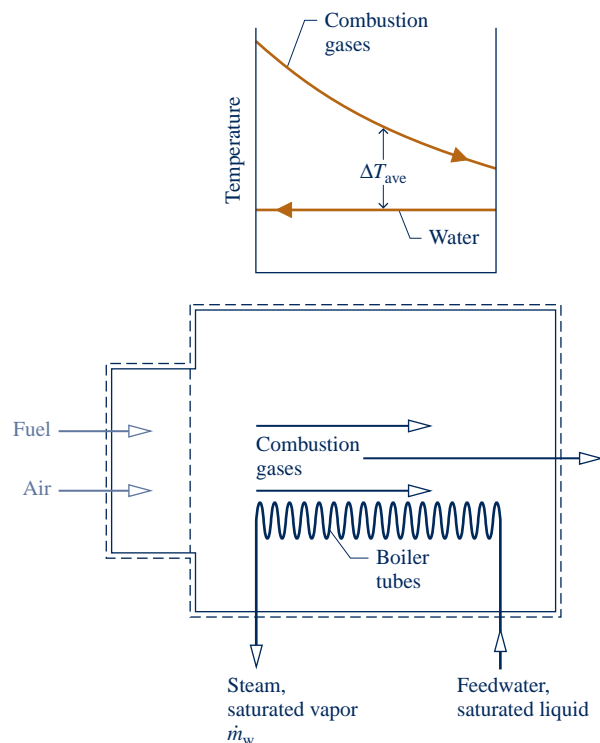 Combustion
gases
Temperature
ΔT_ave
Water
Fuel
Air
Combustion
gases
Boiler
tubes
Steam,
saturated vapor
ṁ_w
Feedwater,
saturated liquid